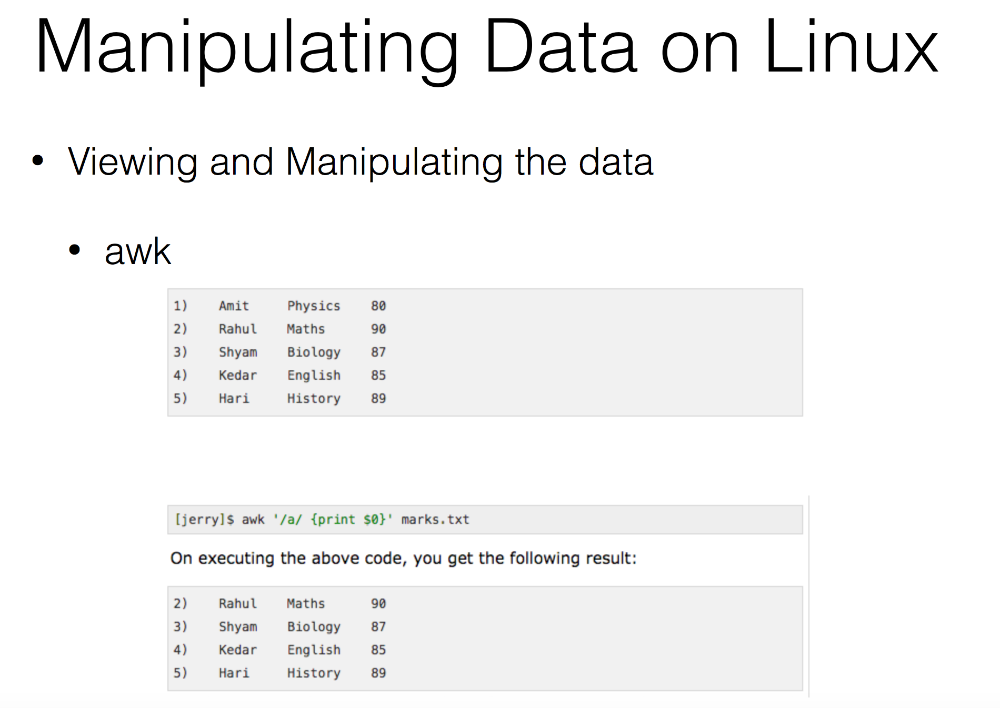 Manipulating Data on Linux
• Viewing and Manipulating the data
• awk
1) Amit Physics 80
2) Rahul Maths 90
3) Shyam Biology 87
4) Kedar English 85
5) Hari History 89
[jerry]$ awk '/a/ {print $0}' marks.txt
On executing the above code, you get the following result:
2) Rahul Maths 90
3) Shyam Biology 87
4) Kedar English 85
5) Hari History 89